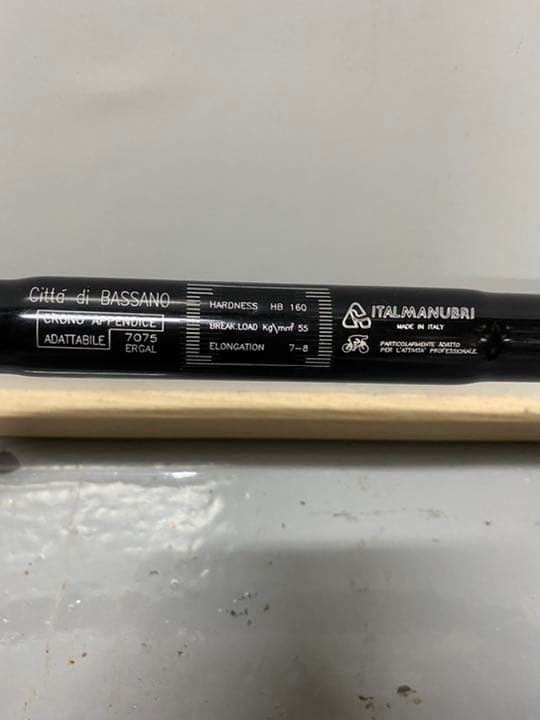 Cittá di BASSANO
CRONO APPENDICE
ADATTABILE
7075
ERGAL
HARDNESS HB 160
BREAK.LOAD Kg\mm² 55
ELONGATION 7-8
ITALMANUBRI
MADE IN ITALY
PARTICOLARMENTE ADATTO
PER L'ATTIVITA' PROFESSIONALE.